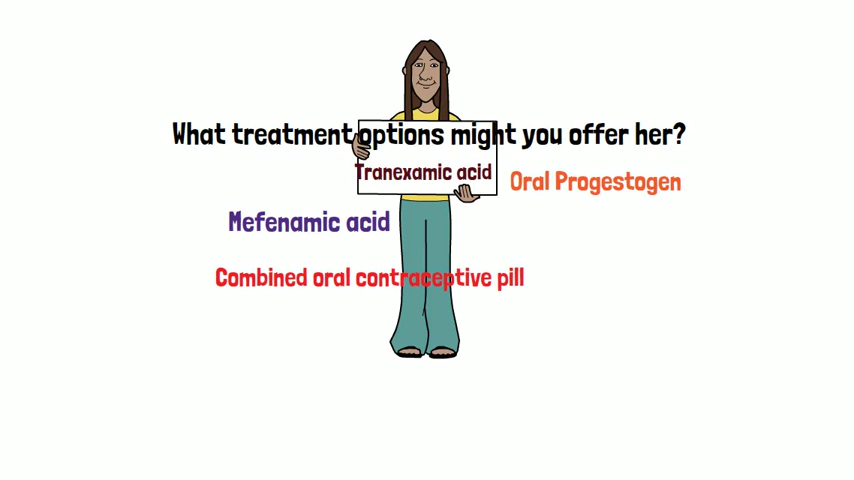 What treatment options might you offer her?
Tranexamic acid
Oral Progestogen
Mefenamic acid
Combined oral contraceptive pill